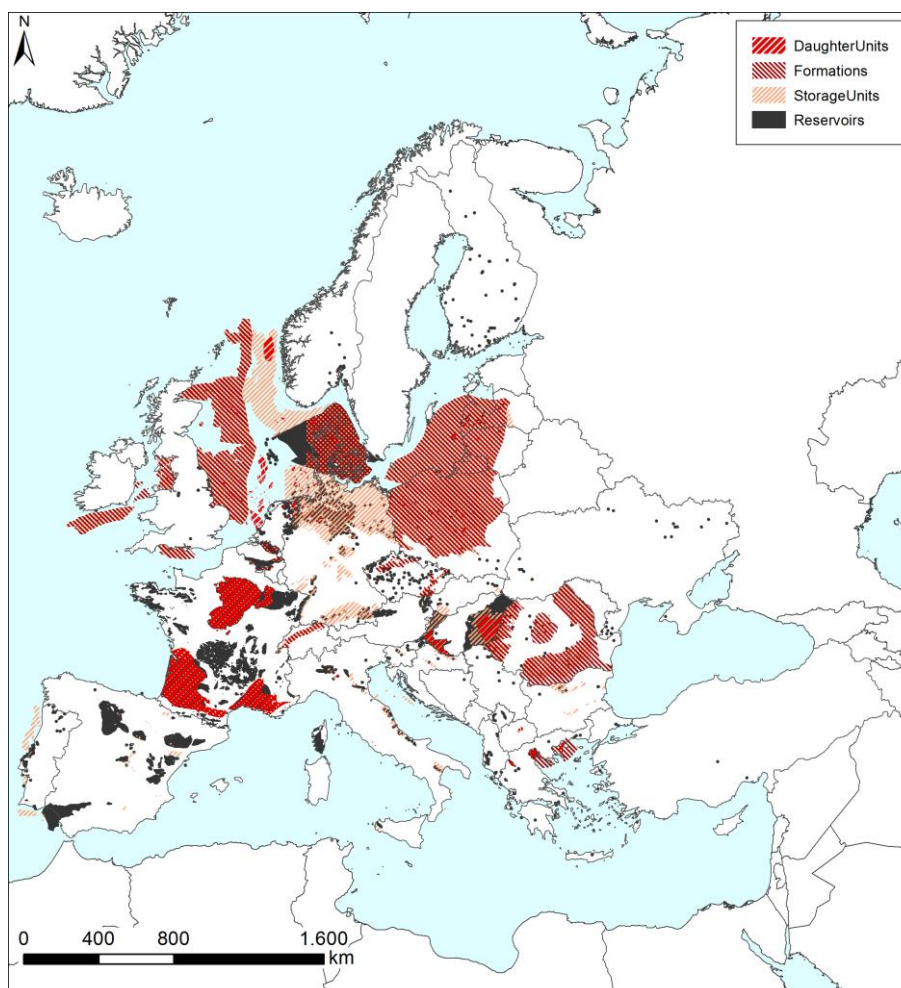 N
DaughterUnits
Formations
StorageUnits
Reservoirs
0 400 800 1.600
km